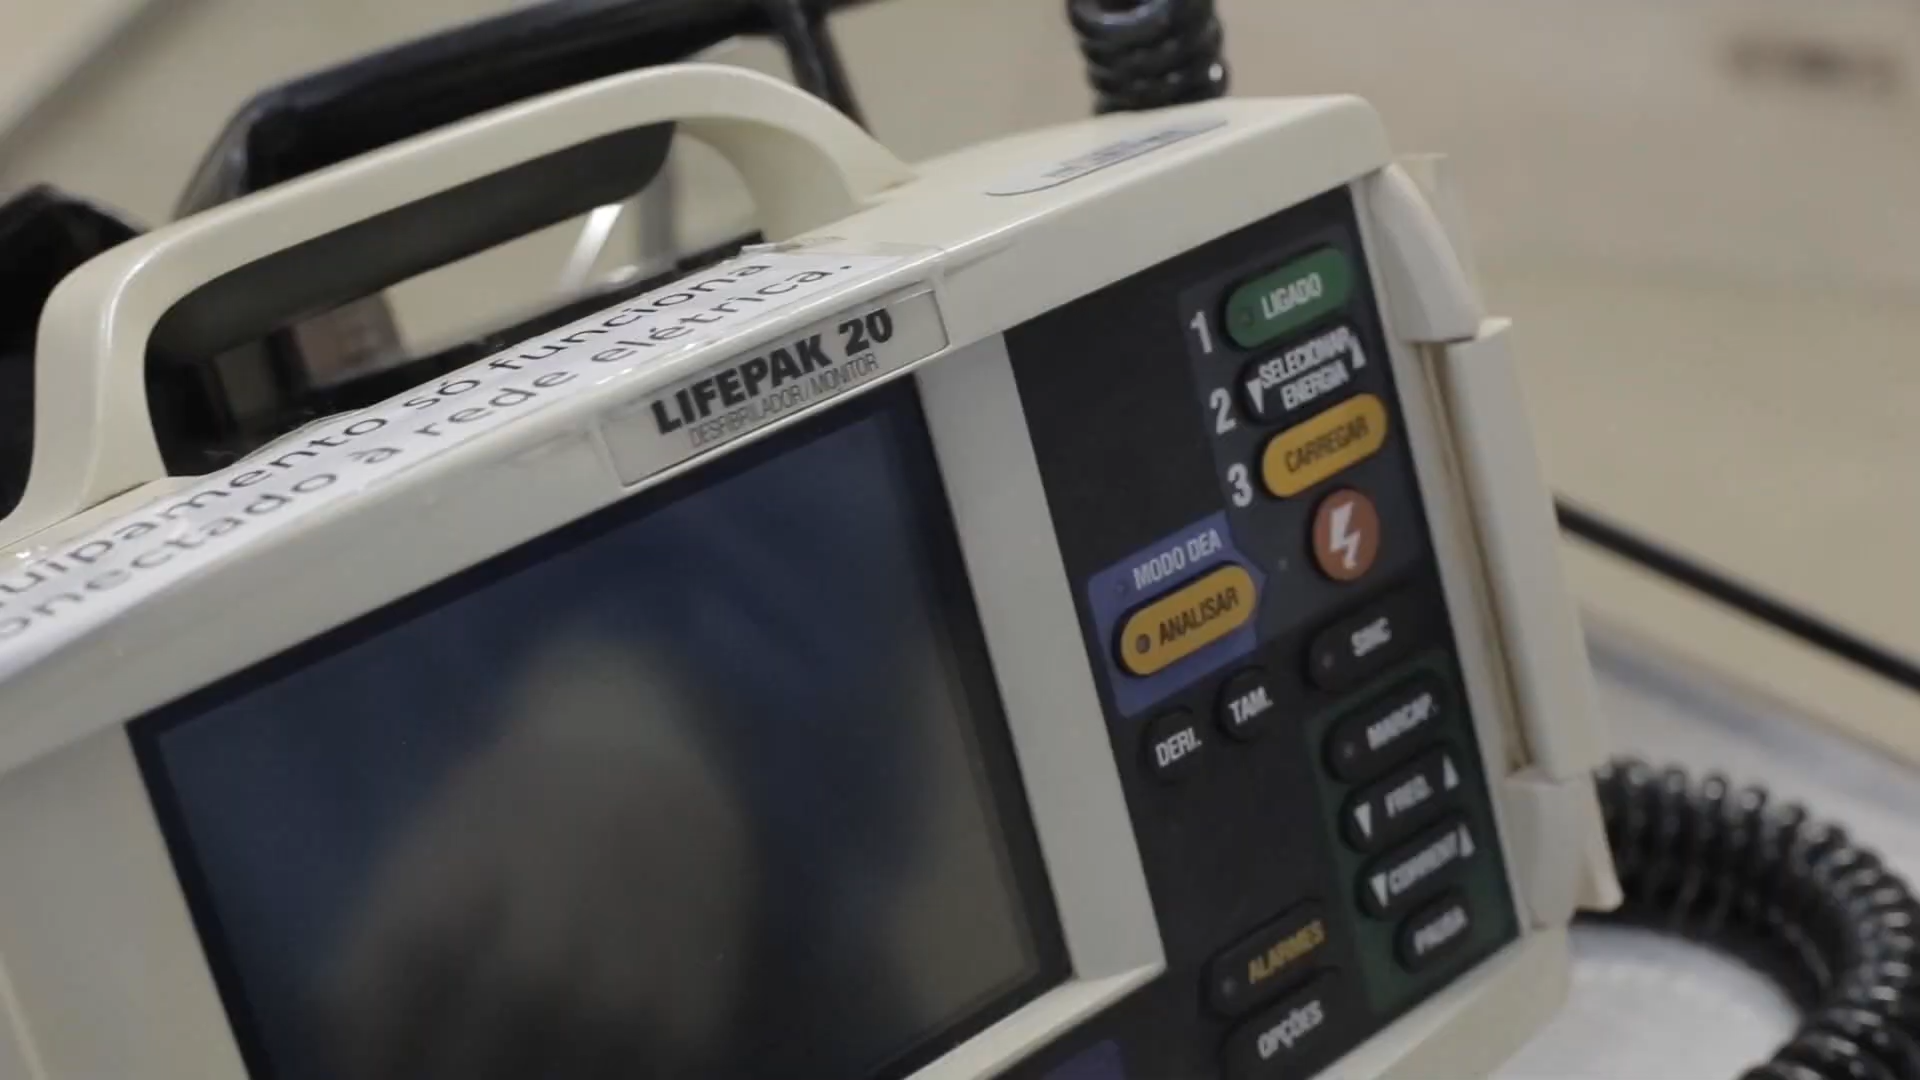 uipamento só funciona
onectado à rede elétrica.
LIFEPAK 20
DESFIBRILADOR/MONITOR
1
LIGADO
2
SELECIONAR
ENERGIA
3
CARREGAR
MODO DEA
ANALISAR
SINC
DERI.
TAM.
MARCAP.
FREQ.
CORRENT
PAUSA
ALARMES
OPÇÕES